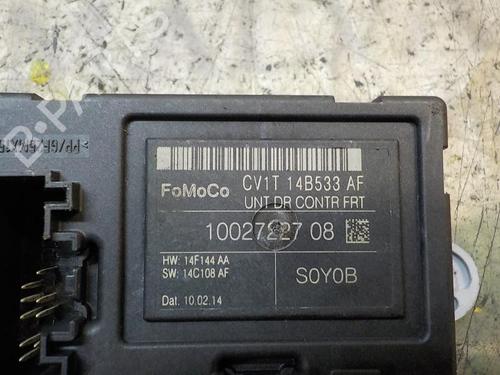 B-PARTS
CV1T 14B533 AF
FoMoCo
UNT DR CONTR FRT
10027227 08
HW: 14F144 AA
SW: 14C108 AF
S0Y0B
Dat. 10.02.14